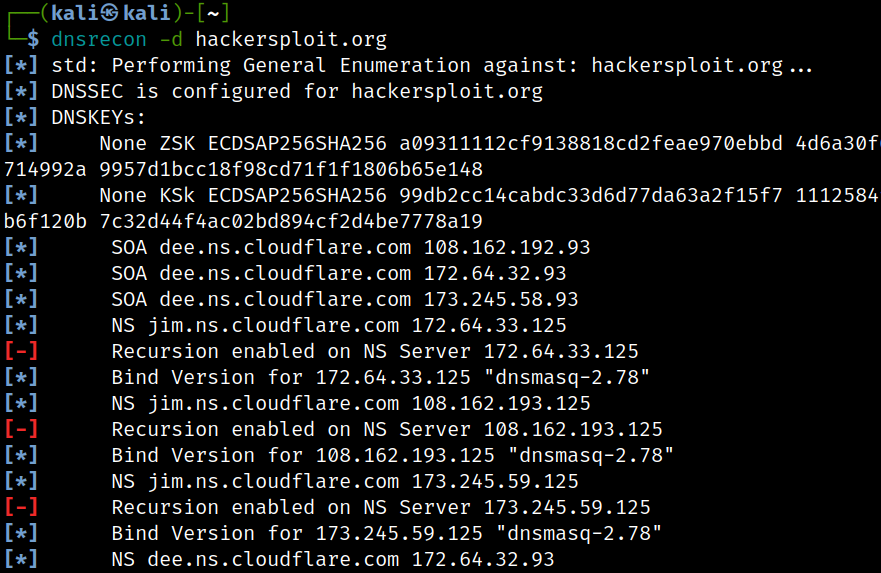 ┌──(kali㉿kali)-[~]
└─$ dnsrecon -d hackersploit.org
[*] std: Performing General Enumeration against: hackersploit.org...
[*] DNSSEC is configured for hackersploit.org
[*] DNSKEYs:
[*] None ZSK ECDSAP256SHA256 a09311112cf9138818cd2feae970ebbd 4d6a30f
714992a 9957d1bcc18f98cd71f1f1806b65e148
[*] None KSk ECDSAP256SHA256 99db2cc14cabdc33d6d77da63a2f15f7 1112584
b6f120b 7c32d44f4ac02bd894cf2d4be7778a19
[*] SOA dee.ns.cloudflare.com 108.162.192.93
[*] SOA dee.ns.cloudflare.com 172.64.32.93
[*] SOA dee.ns.cloudflare.com 173.245.58.93
[*] NS jim.ns.cloudflare.com 172.64.33.125
[-] Recursion enabled on NS Server 172.64.33.125
[*] Bind Version for 172.64.33.125 "dnsmasq-2.78"
[*] NS jim.ns.cloudflare.com 108.162.193.125
[-] Recursion enabled on NS Server 108.162.193.125
[*] Bind Version for 108.162.193.125 "dnsmasq-2.78"
[*] NS jim.ns.cloudflare.com 173.245.59.125
[-] Recursion enabled on NS Server 173.245.59.125
[*] Bind Version for 173.245.59.125 "dnsmasq-2.78"
[*] NS dee.ns.cloudflare.com 172.64.32.93